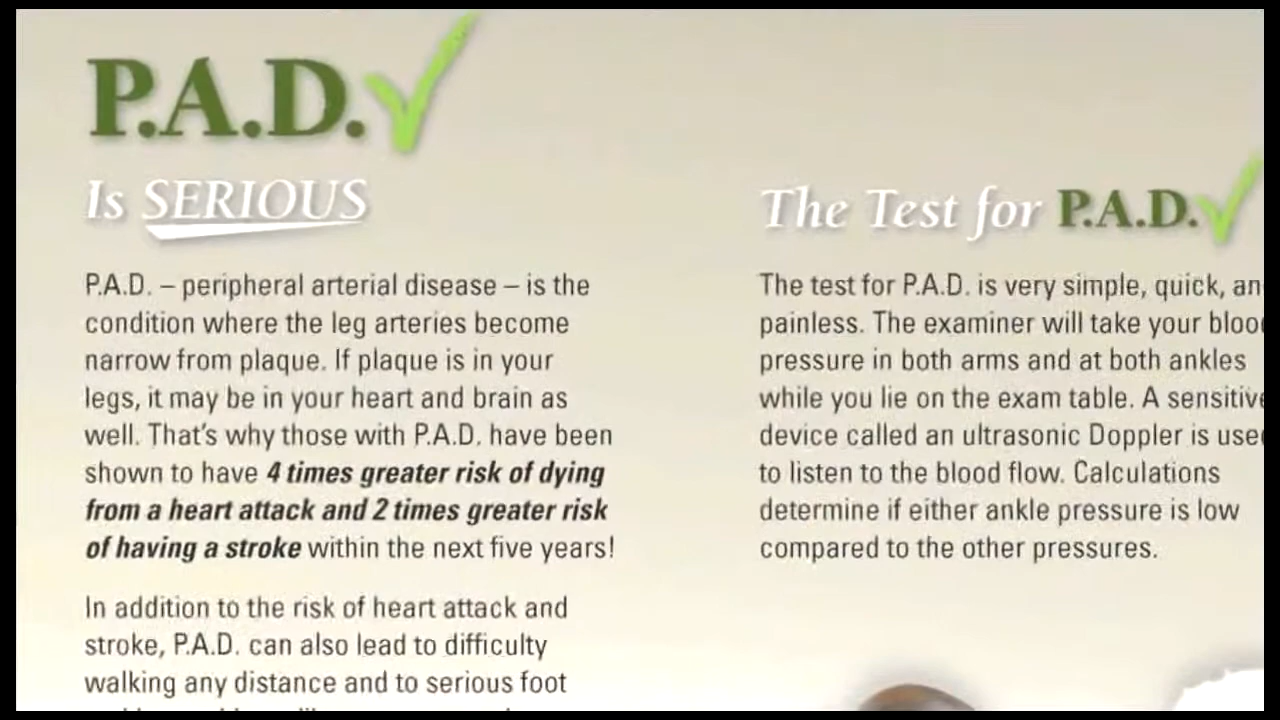 P.A.D.
Is SERIOUS
P.A.D. – peripheral arterial disease – is the
condition where the leg arteries become
narrow from plaque. If plaque is in your
legs, it may be in your heart and brain as
well. That's why those with P.A.D. have been
shown to have 4 times greater risk of dying
from a heart attack and 2 times greater risk
of having a stroke within the next five years!
In addition to the risk of heart attack and
stroke, P.A.D. can also lead to difficulty
walking any distance and to serious foot
The Test for P.A.D.
The test for P.A.D. is very simple, quick, an
painless. The examiner will take your bloo
pressure in both arms and at both ankles
while you lie on the exam table. A sensitive
device called an ultrasonic Doppler is use
to listen to the blood flow. Calculations
determine if either ankle pressure is low
compared to the other pressures.